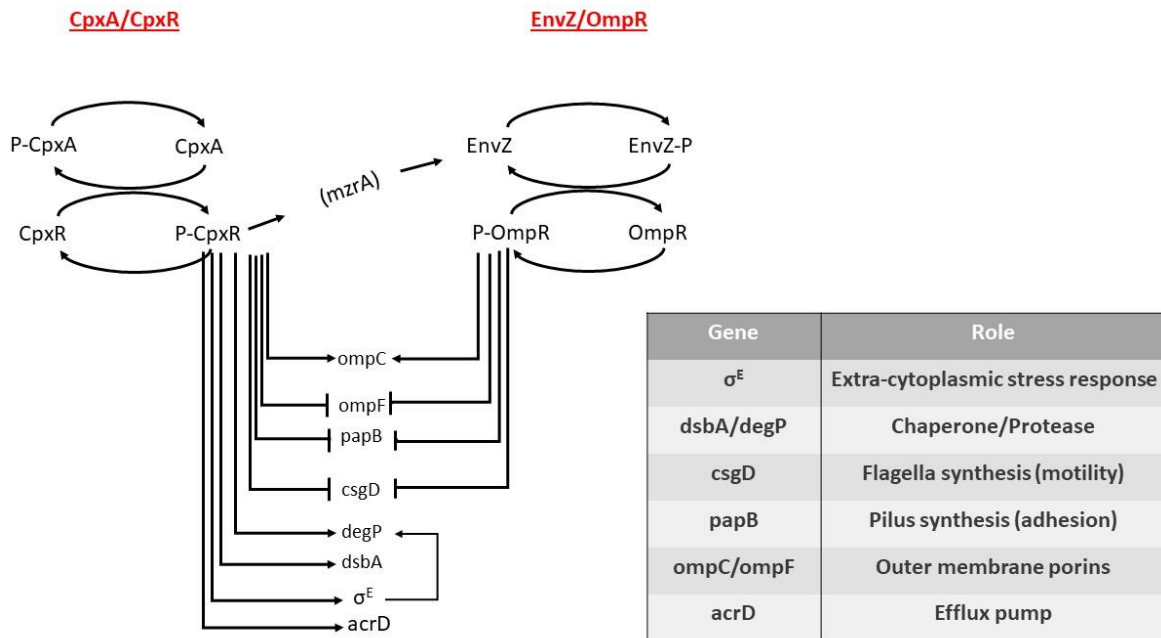 CpxA/CpxR
EnvZ/OmpR
P-CpxA
CpxA
(mzrA)
EnvZ
EnvZ-P
CpxR
P-CpxR
P-OmpR
OmpR
ompC
ompF
papB
csgD
degP
dsbA
σᴱ
acrD
Gene Role
σᴱ Extra-cytoplasmic stress response
dsbA/degP Chaperone/Protease
csgD Flagella synthesis (motility)
papB Pilus synthesis (adhesion)
ompC/ompF Outer membrane porins
acrD Efflux pump